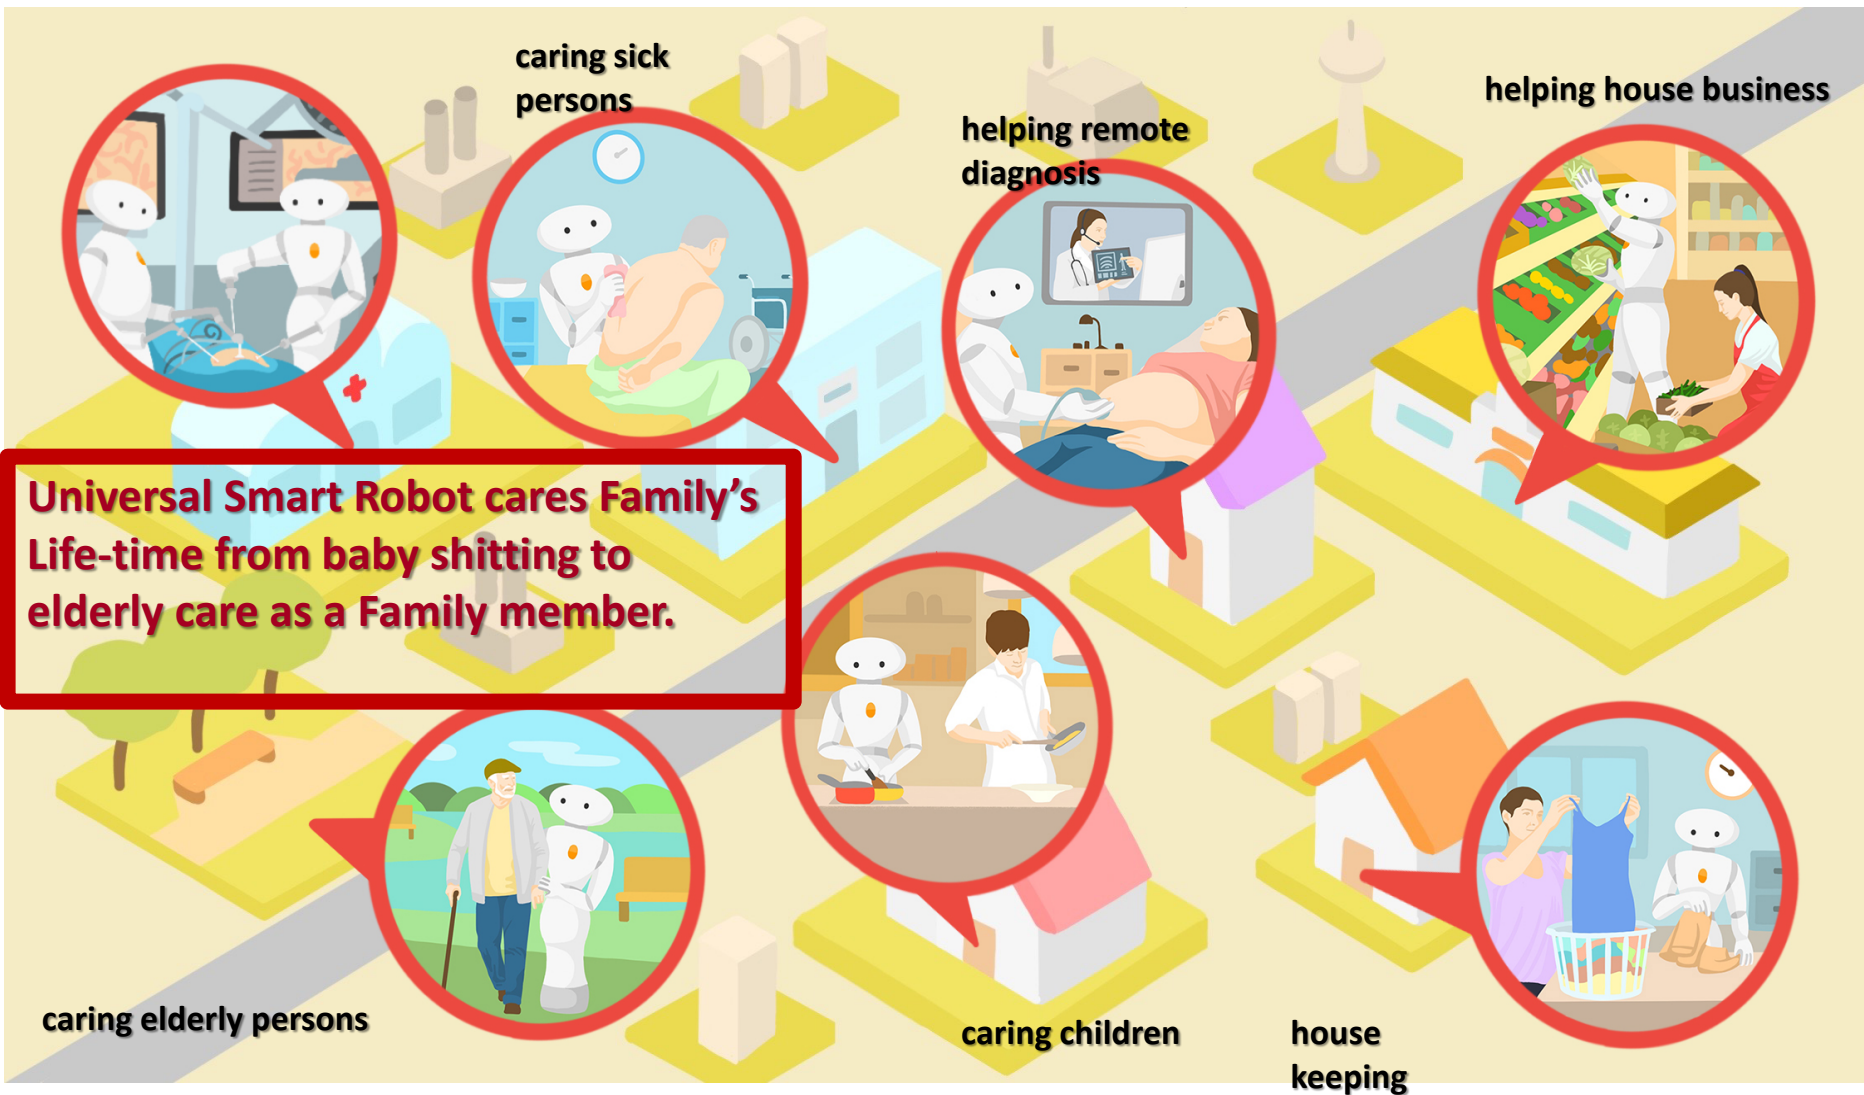 caring sick
persons
helping remote
diagnosis
helping house business
Universal Smart Robot cares Family’s
Life-time from baby shitting to
elderly care as a Family member.
caring elderly persons
caring children
house
keeping